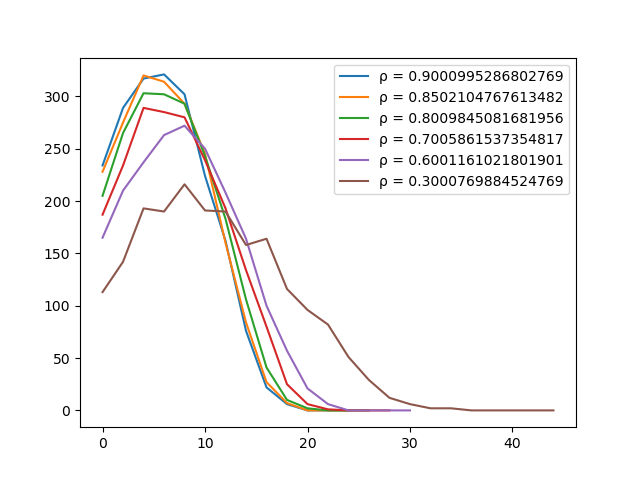 ρ = 0.9000995286802769
ρ = 0.8502104767613482
ρ = 0.8009845081681956
ρ = 0.7005861537354817
ρ = 0.6001161021801901
ρ = 0.3000769884524769
300
250
200
150
100
50
0
0 10 20 30 40